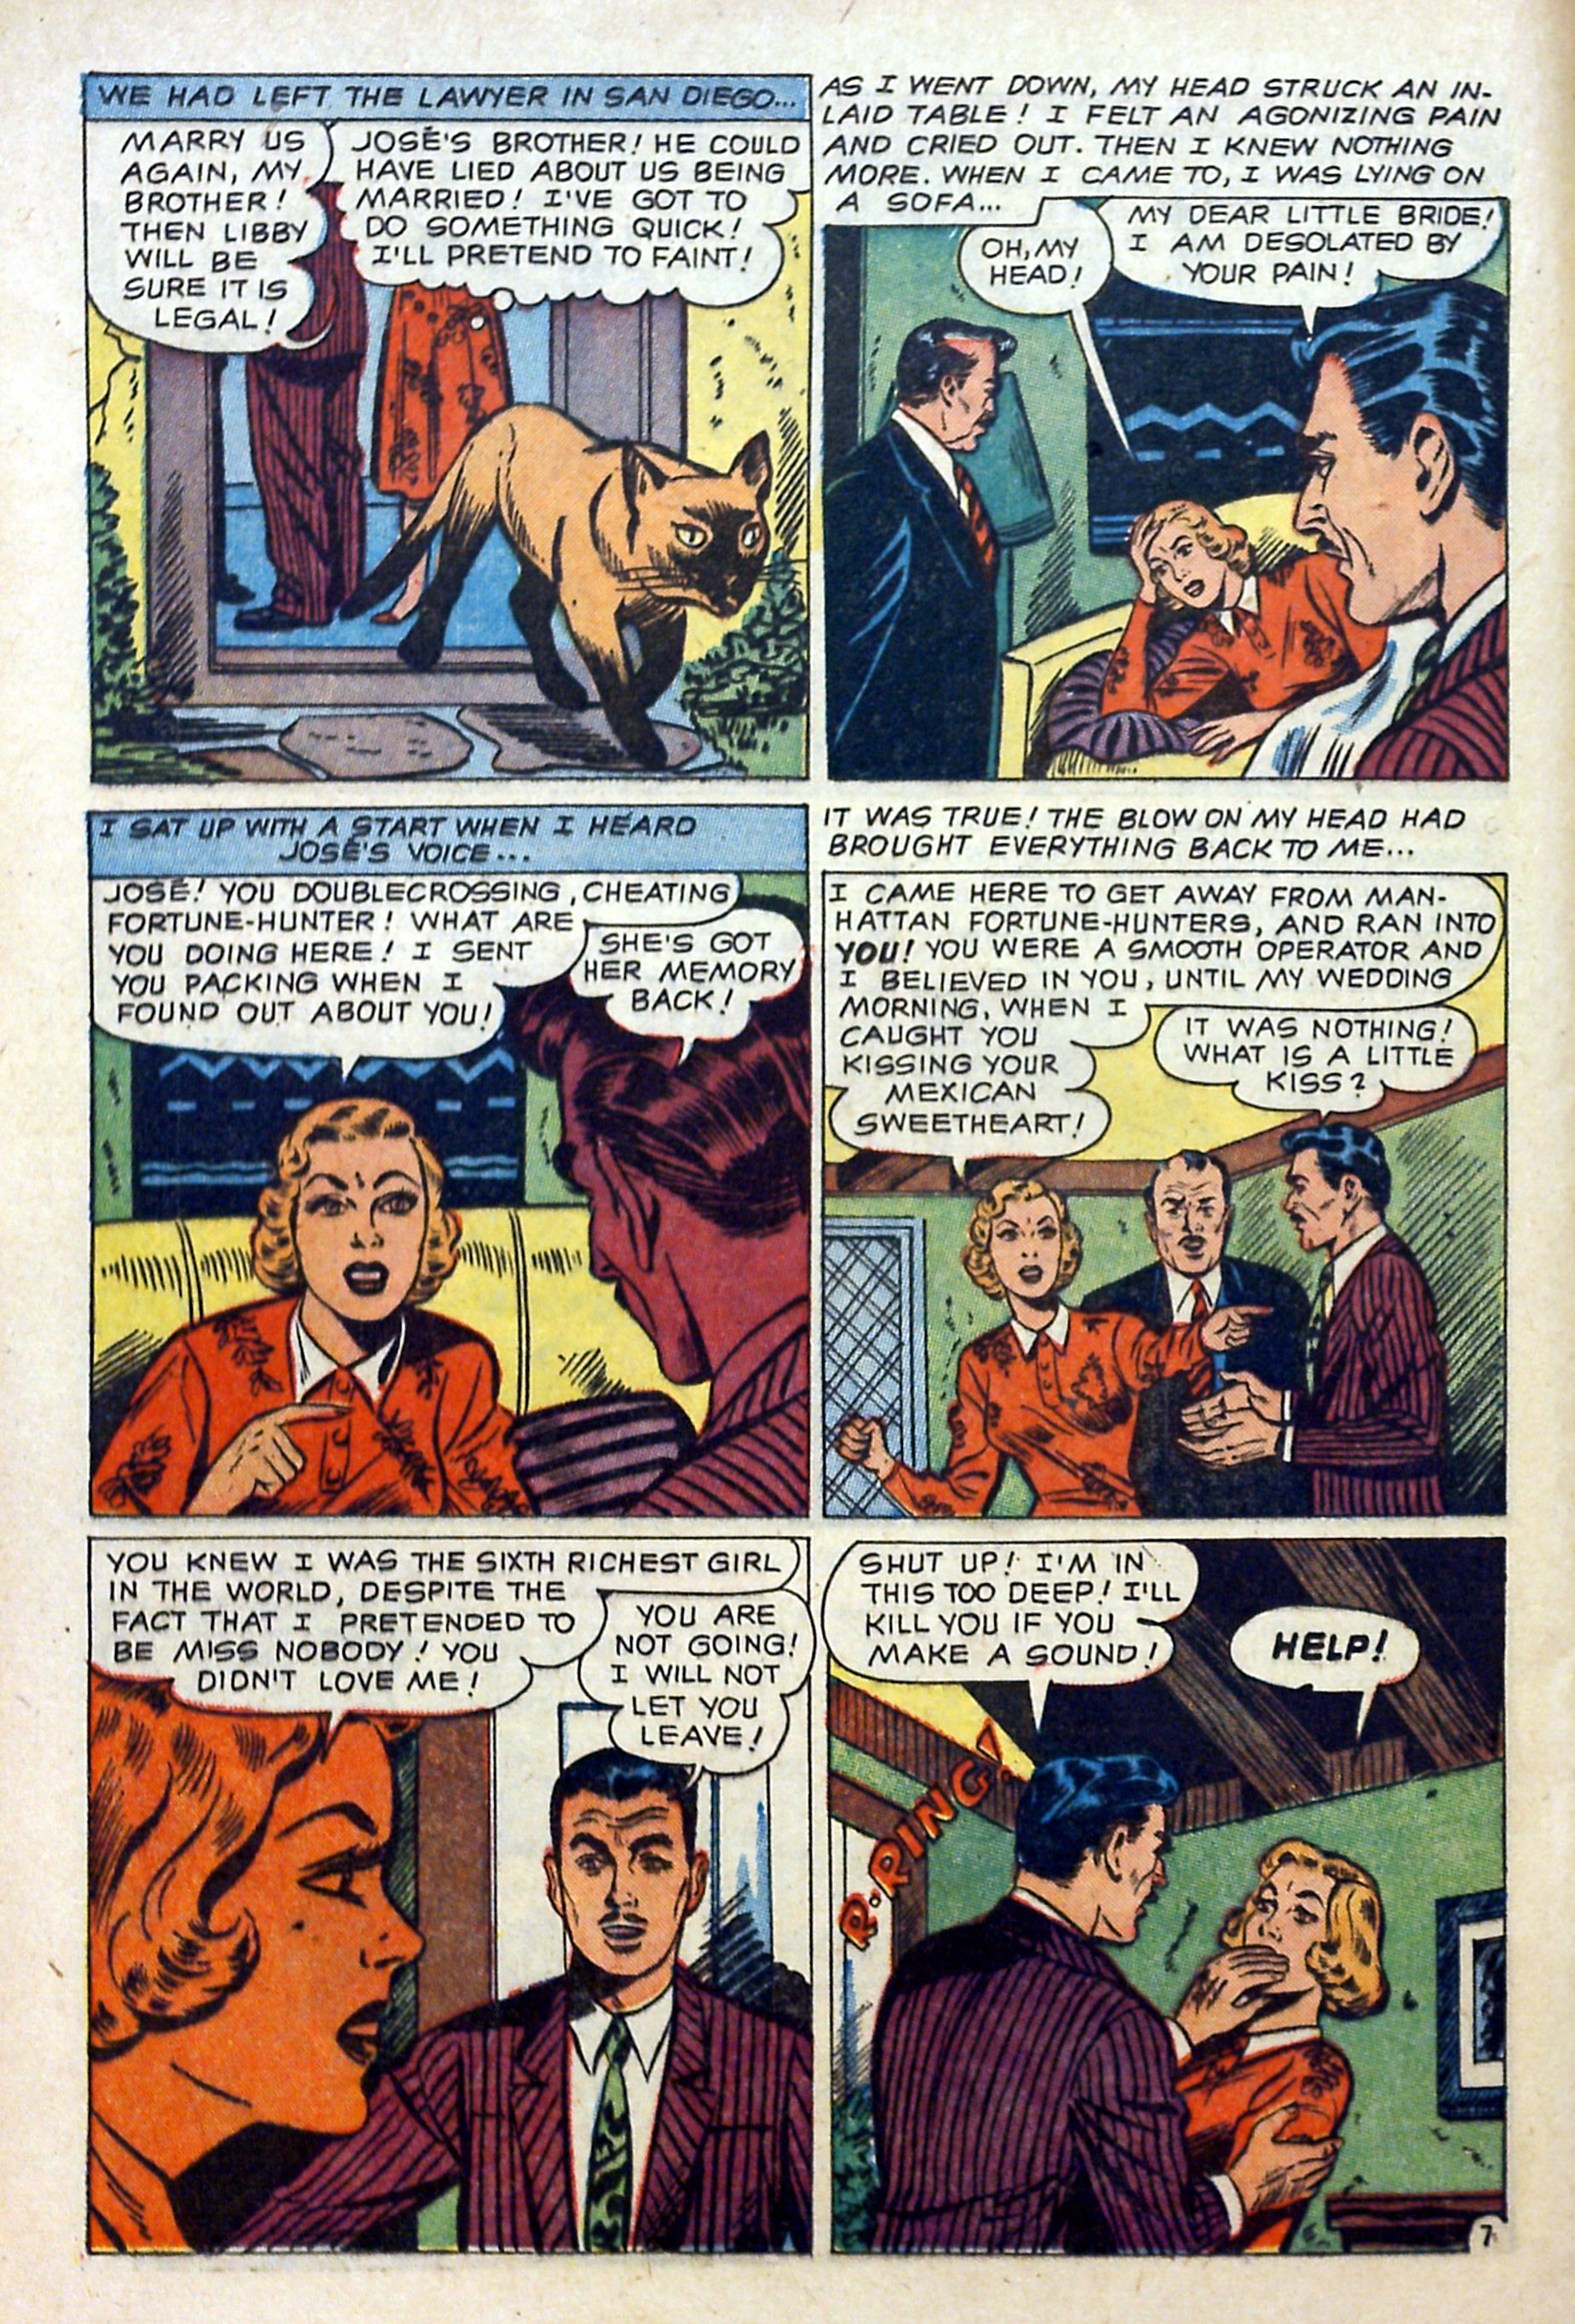 WE HAD LEFT THE LAWYER IN SAN DIEGO...
MARRY US
AGAIN, MY
BROTHER!
THEN LIBBY
WILL BE
SURE IT IS
LEGAL!
JOSÉ'S BROTHER! HE COULD
HAVE LIED ABOUT US BEING
MARRIED! I'VE GOT TO
DO SOMETHING QUICK!
I'LL PRETEND TO FAINT!
AS I WENT DOWN, MY HEAD STRUCK AN IN-
LAID TABLE! I FELT AN AGONIZING PAIN
AND CRIED OUT. THEN I KNEW NOTHING
MORE. WHEN I CAME TO, I WAS LYING ON
A SOFA...
OH, MY
HEAD!
MY DEAR LITTLE BRIDE!
I AM DESOLATED BY
YOUR PAIN!
I SAT UP WITH A START WHEN I HEARD
JOSÉ'S VOICE...
JOSÉ! YOU DOUBLECROSSING, CHEATING
FORTUNE-HUNTER! WHAT ARE
YOU DOING HERE! I SENT
YOU PACKING WHEN I
FOUND OUT ABOUT YOU!
SHE'S GOT
HER MEMORY
BACK!
IT WAS TRUE! THE BLOW ON MY HEAD HAD
BROUGHT EVERYTHING BACK TO ME...
I CAME HERE TO GET AWAY FROM MAN-
HATTAN FORTUNE-HUNTERS, AND RAN INTO
YOU! YOU WERE A SMOOTH OPERATOR AND
I BELIEVED IN YOU, UNTIL MY WEDDING
MORNING, WHEN I
CAUGHT YOU
KISSING YOUR
MEXICAN
SWEETHEART!
IT WAS NOTHING!
WHAT IS A LITTLE
KISS?
YOU KNEW I WAS THE SIXTH RICHEST GIRL
IN THE WORLD, DESPITE THE
FACT THAT I PRETENDED TO
BE MISS NOBODY! YOU
DIDN'T LOVE ME!
YOU ARE
NOT GOING!
I WILL NOT
LET YOU
LEAVE!
SHUT UP! I'M IN
THIS TOO DEEP! I'LL
KILL YOU IF YOU
MAKE A SOUND!
HELP!
R-RING!
7